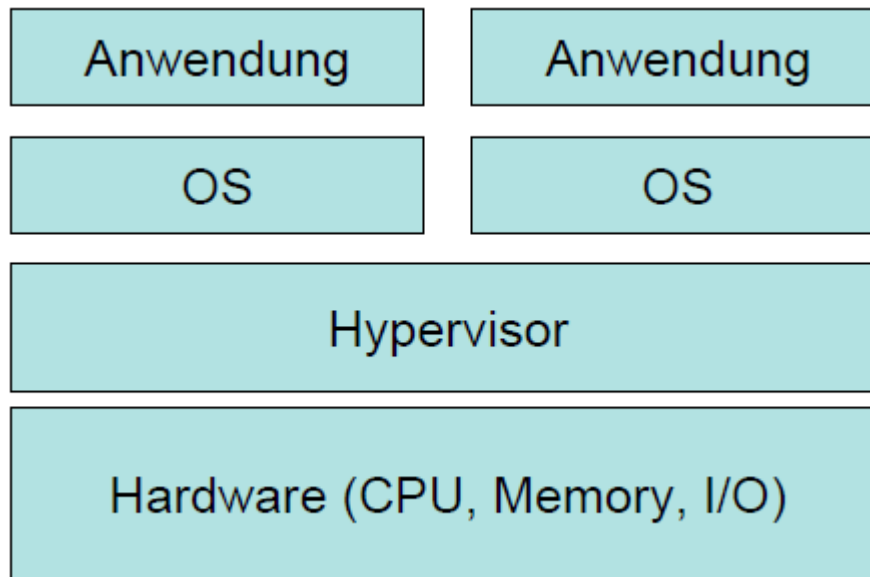 Anwendung
Anwendung
OS
OS
Hypervisor
Hardware (CPU, Memory, I/O)